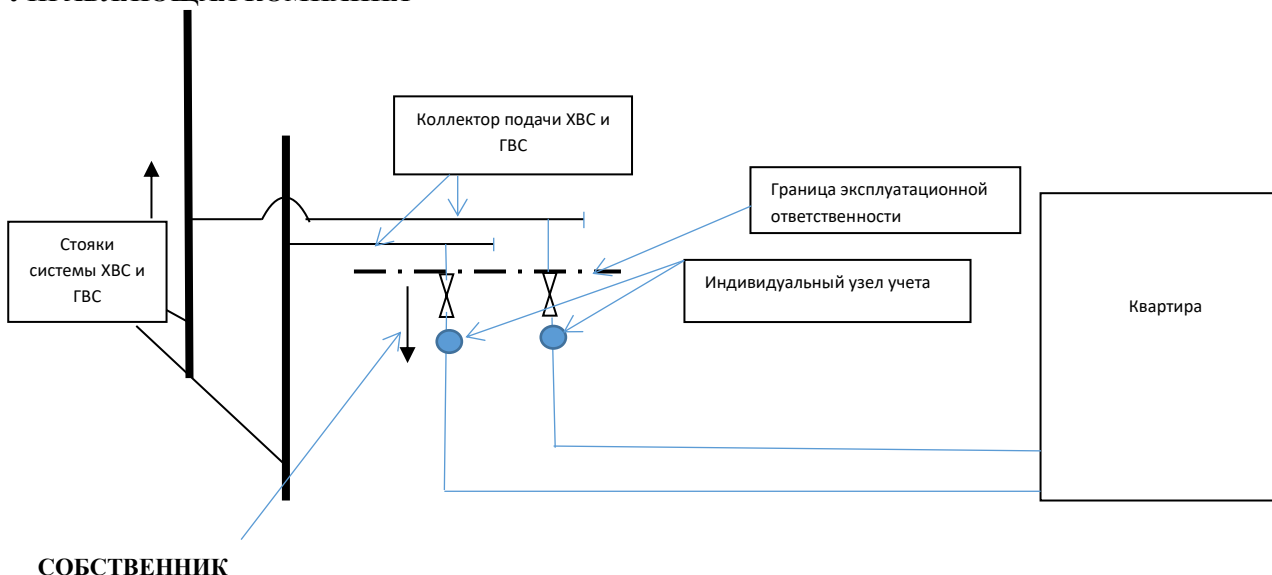 Коллектор подачи ХВС и
ГВС
Граница эксплуатационной
ответственности
Стояки
системы ХВС и
ГВС
Индивидуальный узел учета
Квартира
СОБСТВЕННИК